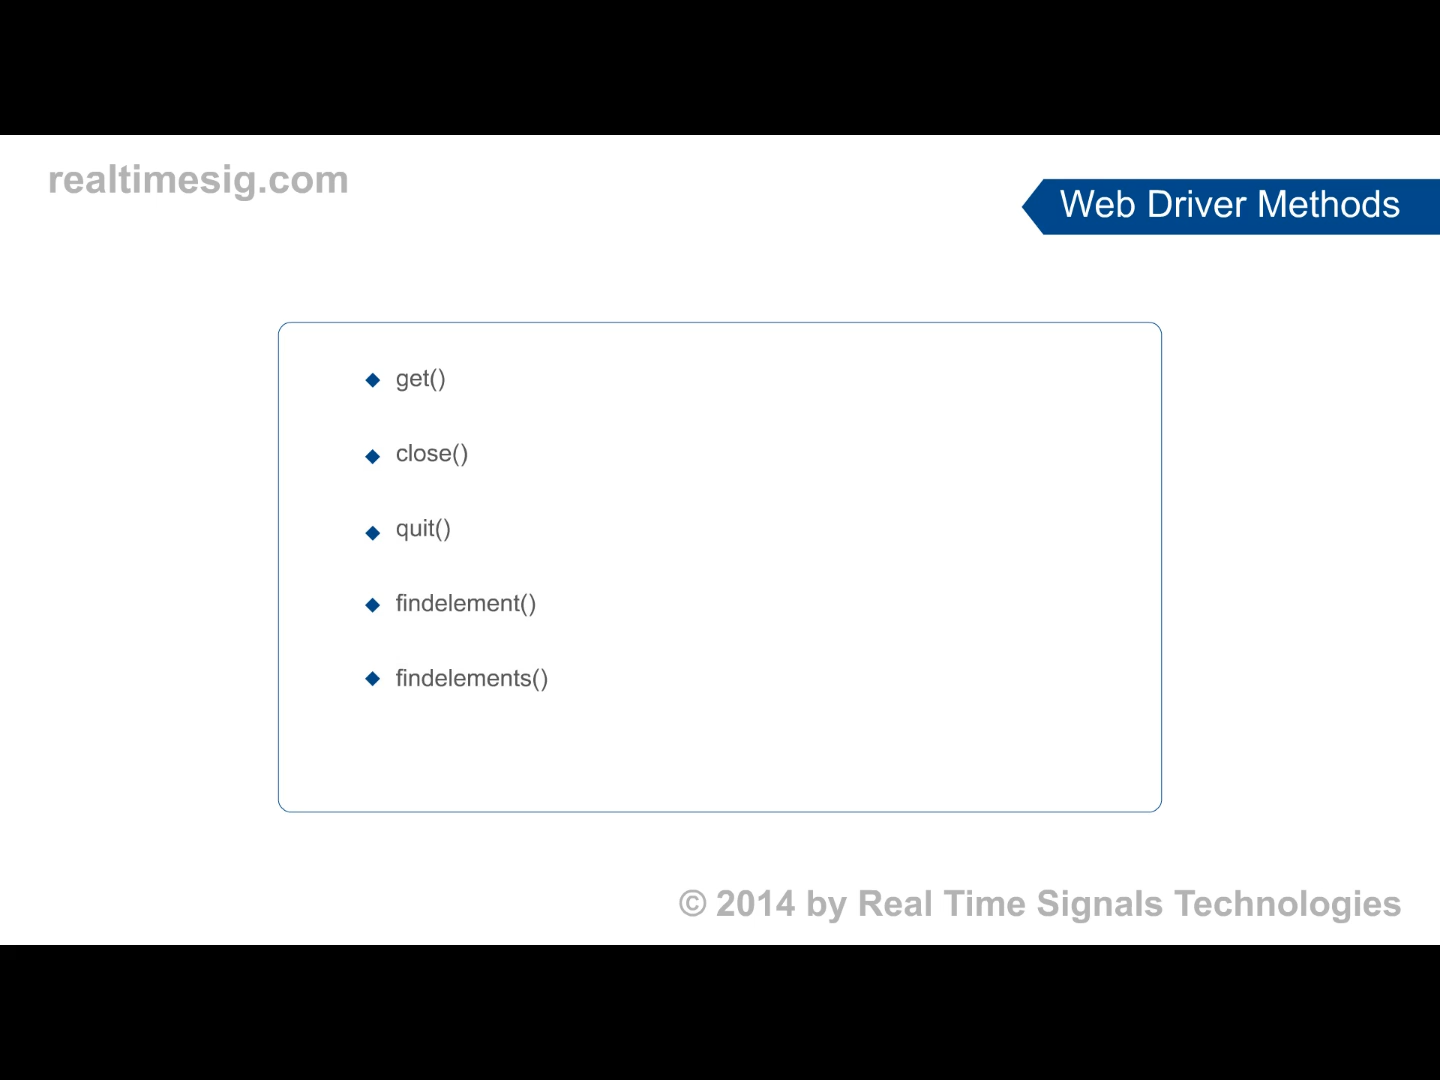 realtimesig.com
Web Driver Methods
get()
close()
quit()
findelement()
findelements()
© 2014 by Real Time Signals Technologies